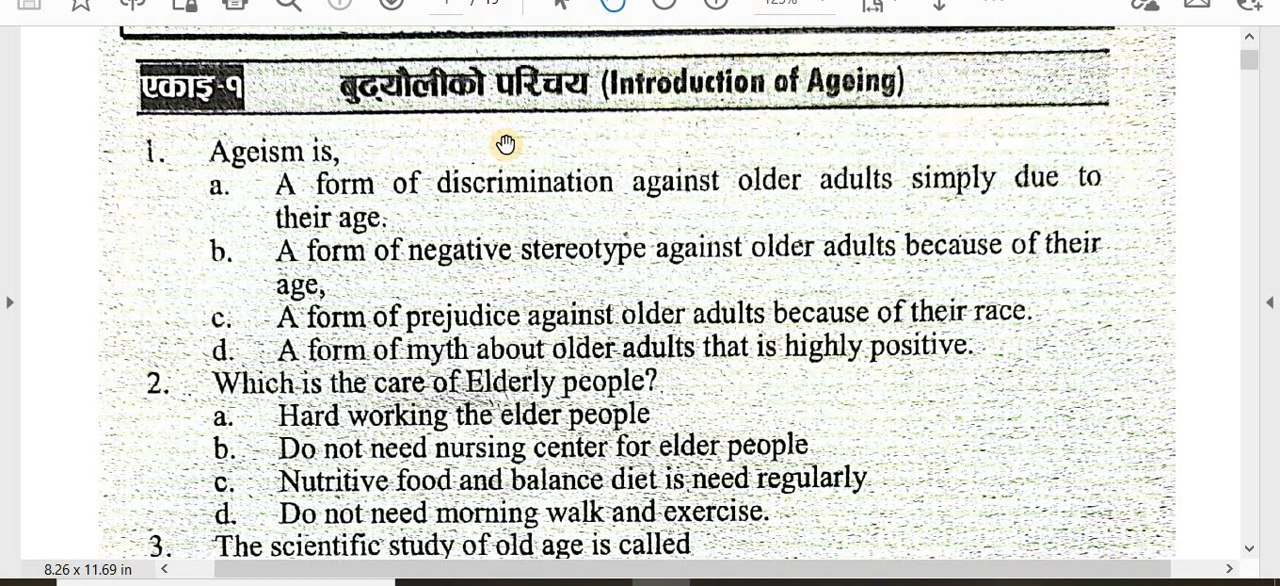 एकाइ-१
बुढ्यौलीको परिचय (Introduction of Ageing)
1. Ageism is,
a. A form of discrimination against older adults simply due to
their age.
b. A form of negative stereotype against older adults because of their
age,
c. A form of prejudice against older adults because of their race.
d. A form of myth about older adults that is highly positive.
2. Which is the care of Elderly people?
a. Hard working the elder people
b. Do not need nursing center for elder people
c. Nutritive food and balance diet is need regularly
d. Do not need morning walk and exercise.
3. The scientific study of old age is called
8.26 x 11.69 in